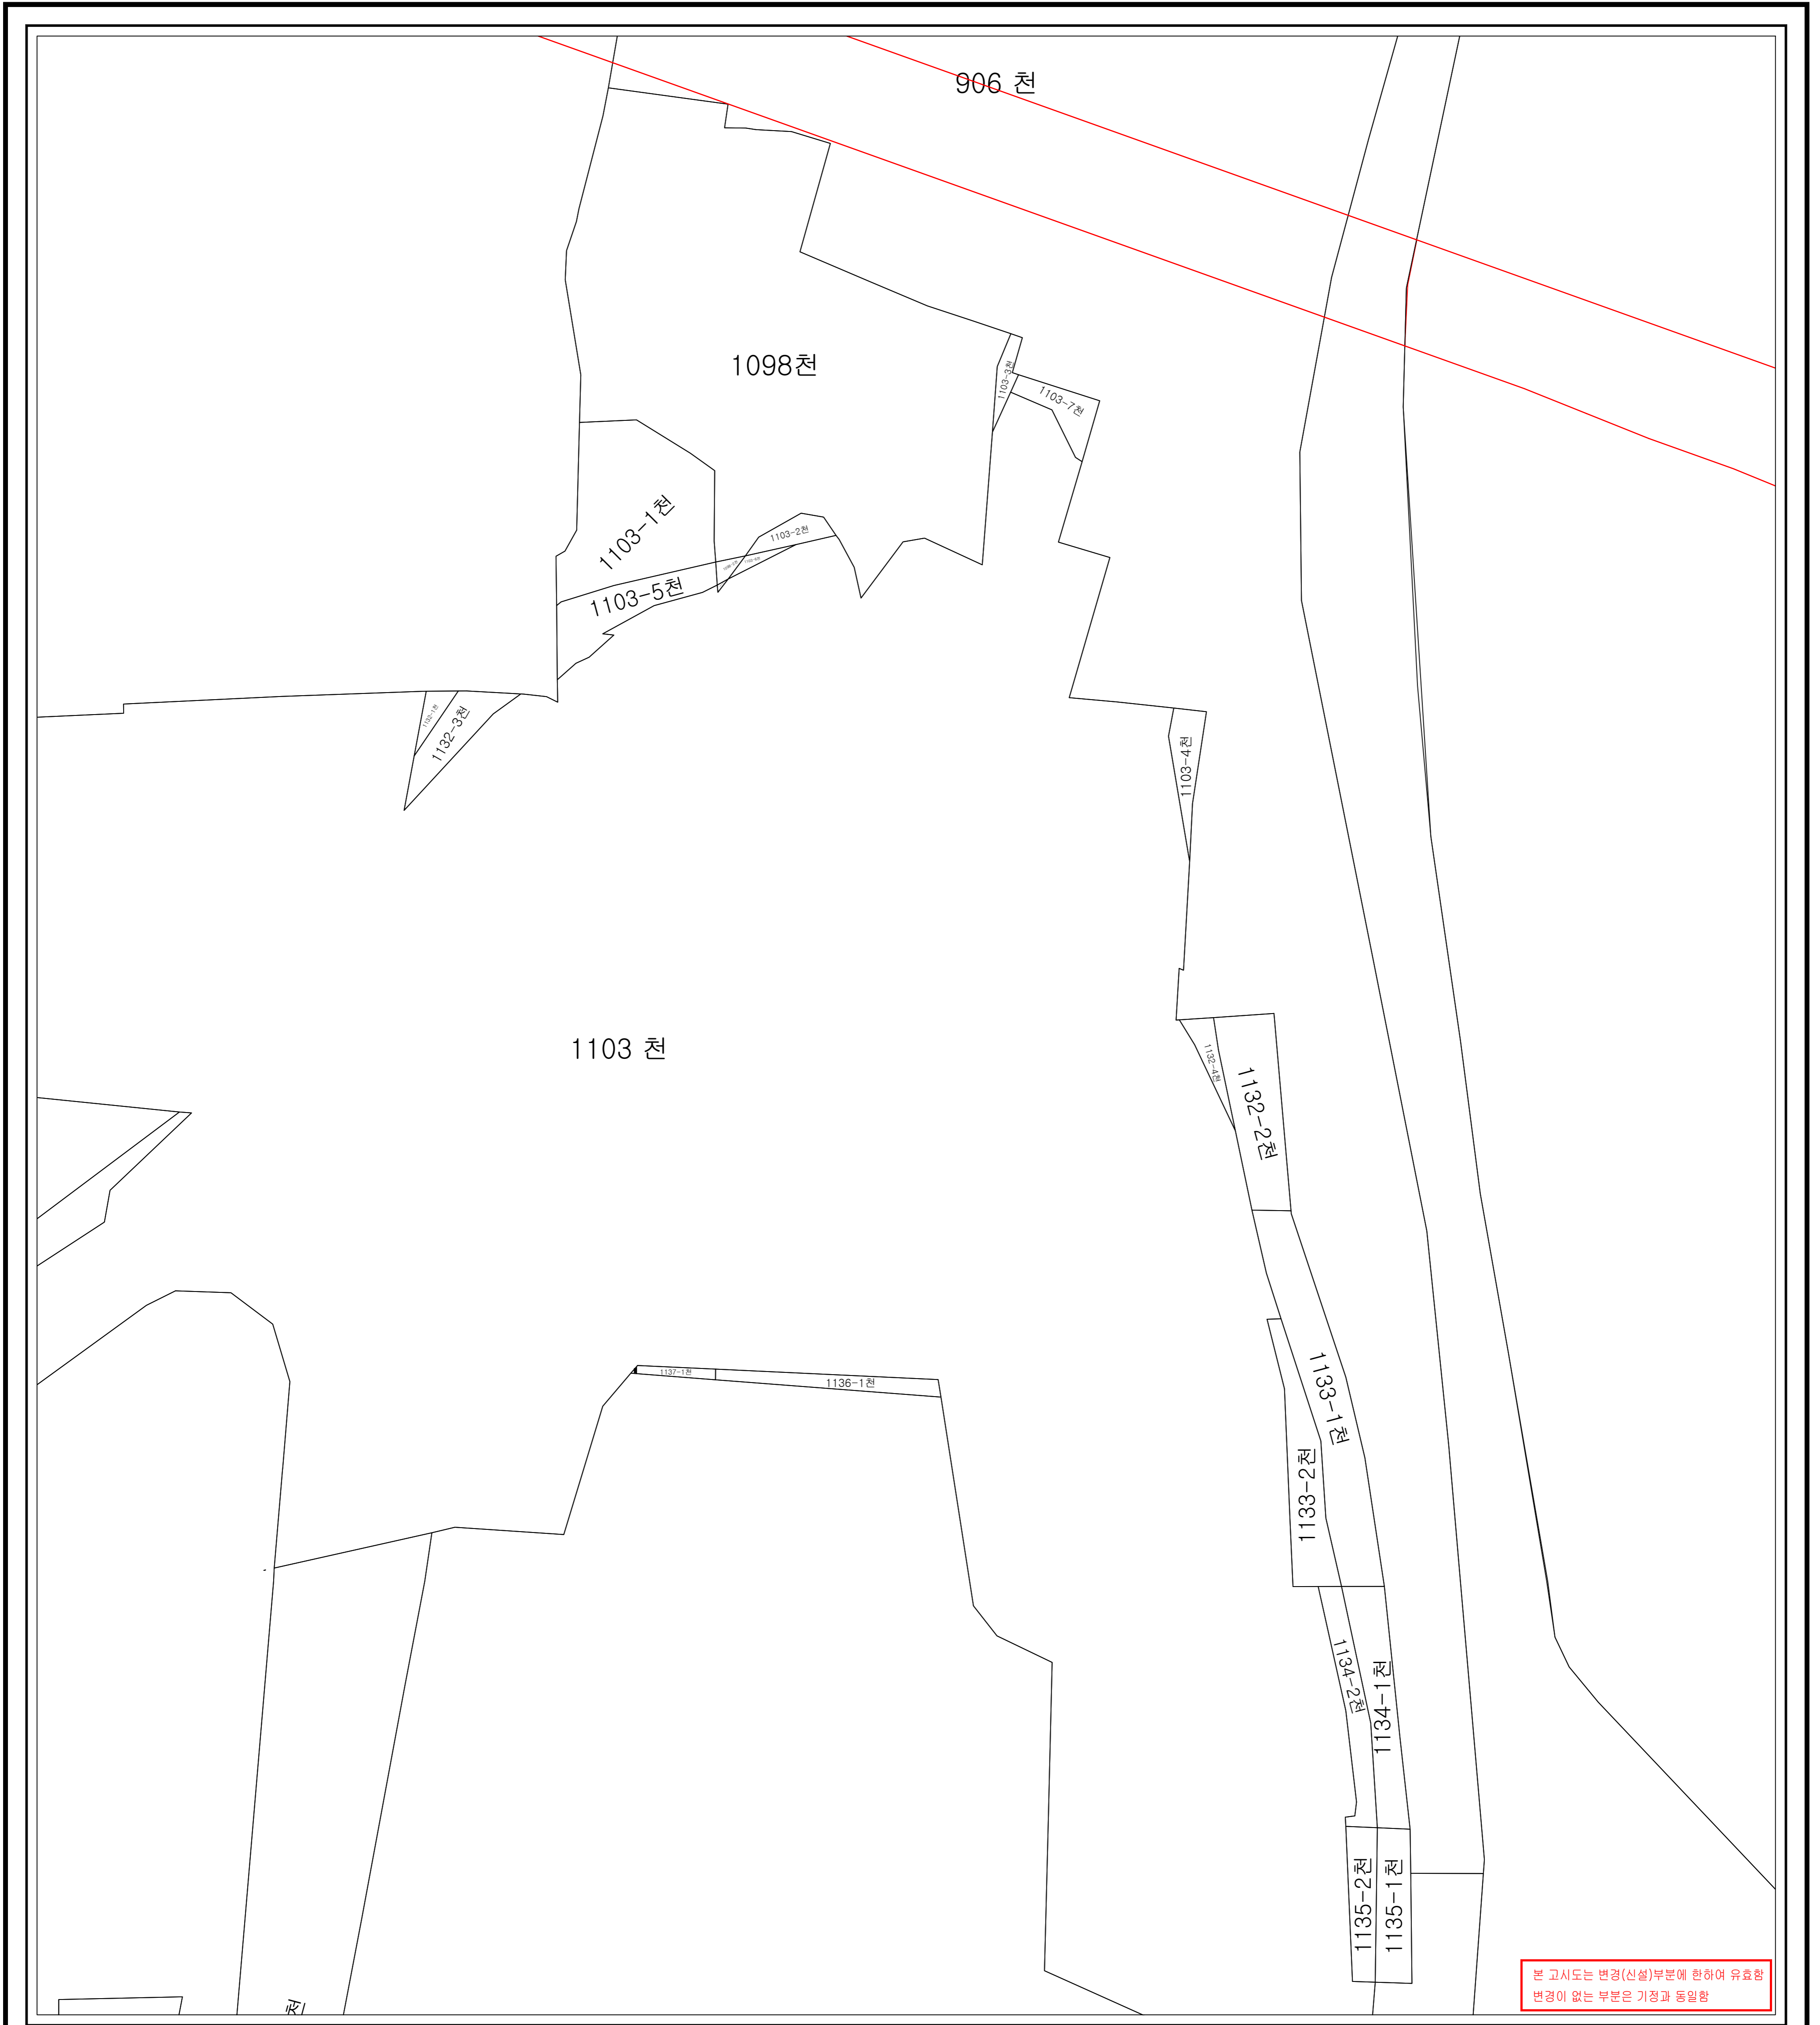 906 천
1098천
1103-3천
1103-7천
1103-1천
1103-2천
1103-5천
1132-1천
1132-3천
1103-4천
1103 천
1132-4천
1132-2천
1137-1천
1136-1천
1133-1천
1133-2천
1134-2천
1134-1천
1135-2천
1135-1천
천
본 고시도는 변경(신설)부분에 한하여 유효함
변경이 없는 부분은 기정과 동일함